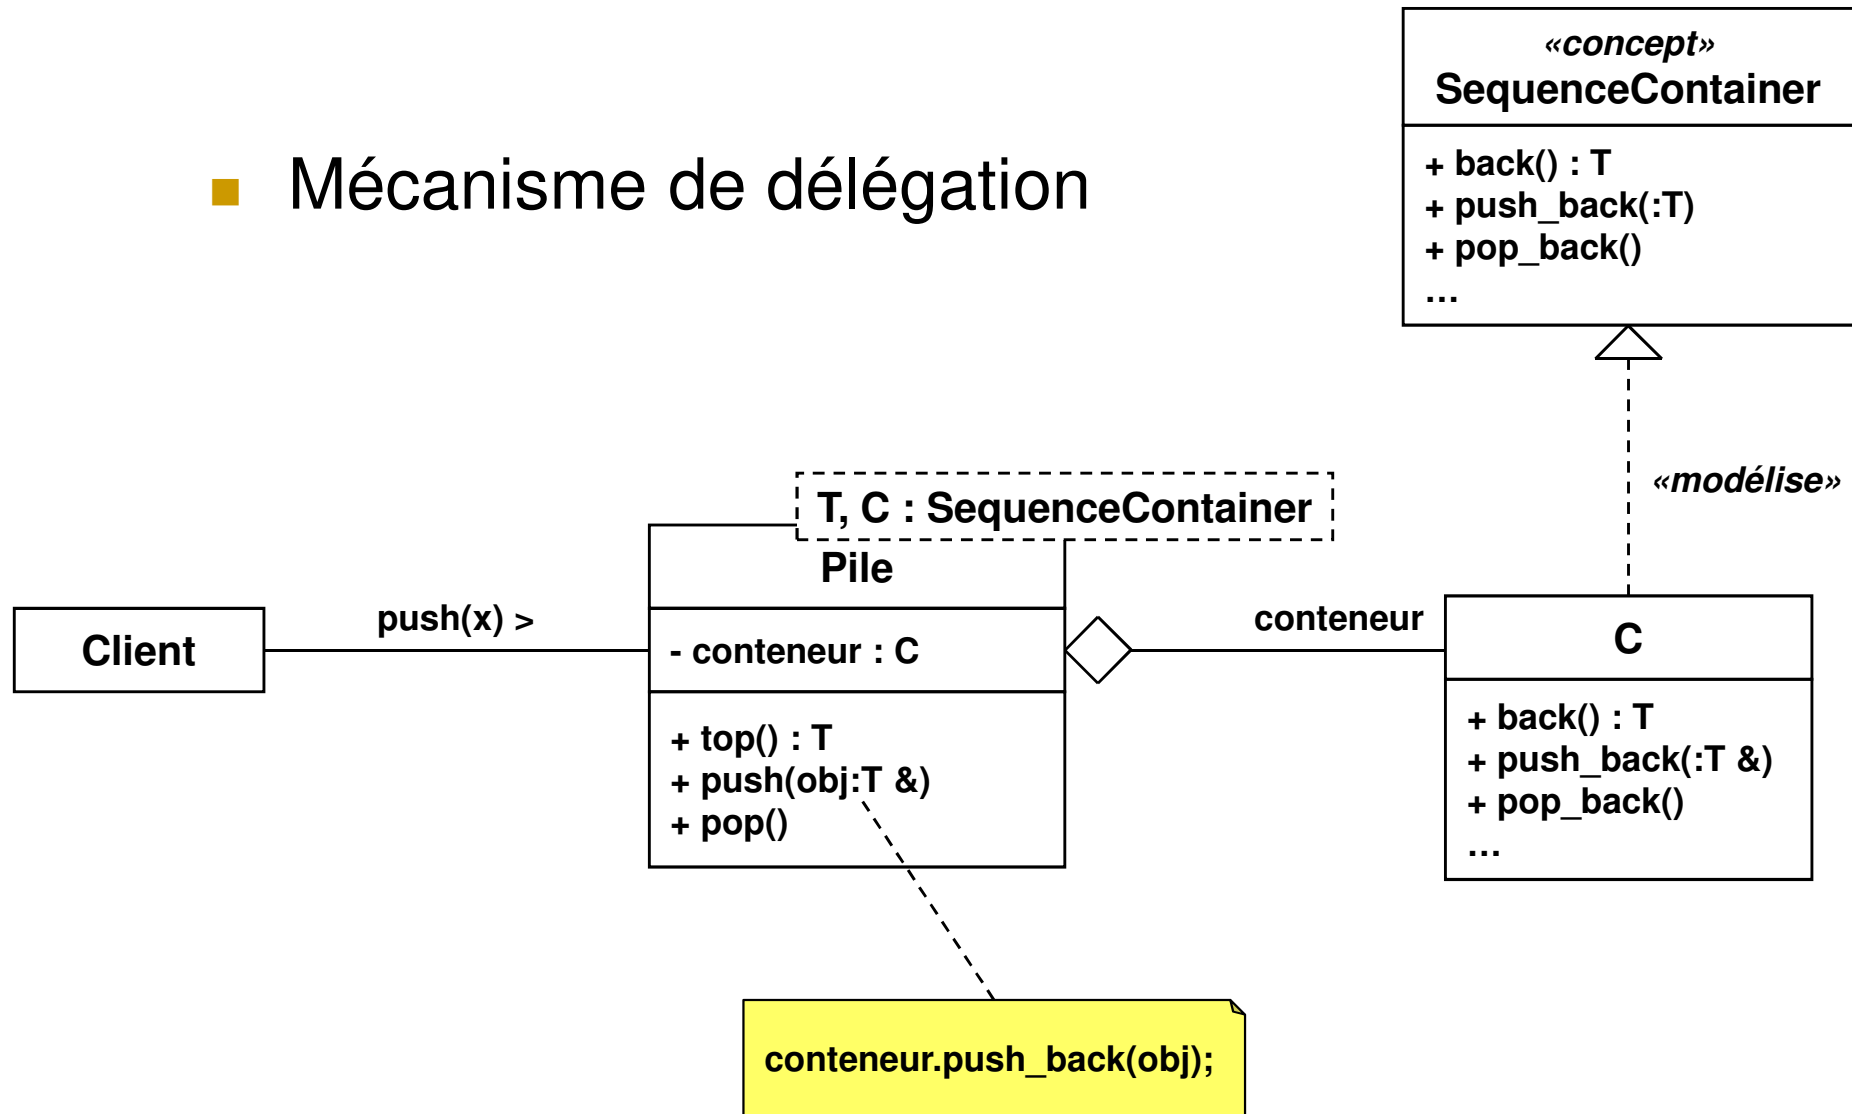 Mécanisme de délégation
«concept»
SequenceContainer
+ back() : T
+ push_back(:T)
+ pop_back()
...
«modélise»
T, C : SequenceContainer
Pile
- conteneur : C
+ top() : T
+ push(obj:T &)
+ pop()
Client
push(x) >
conteneur
C
+ back() : T
+ push_back(:T &)
+ pop_back()
...
conteneur.push_back(obj);